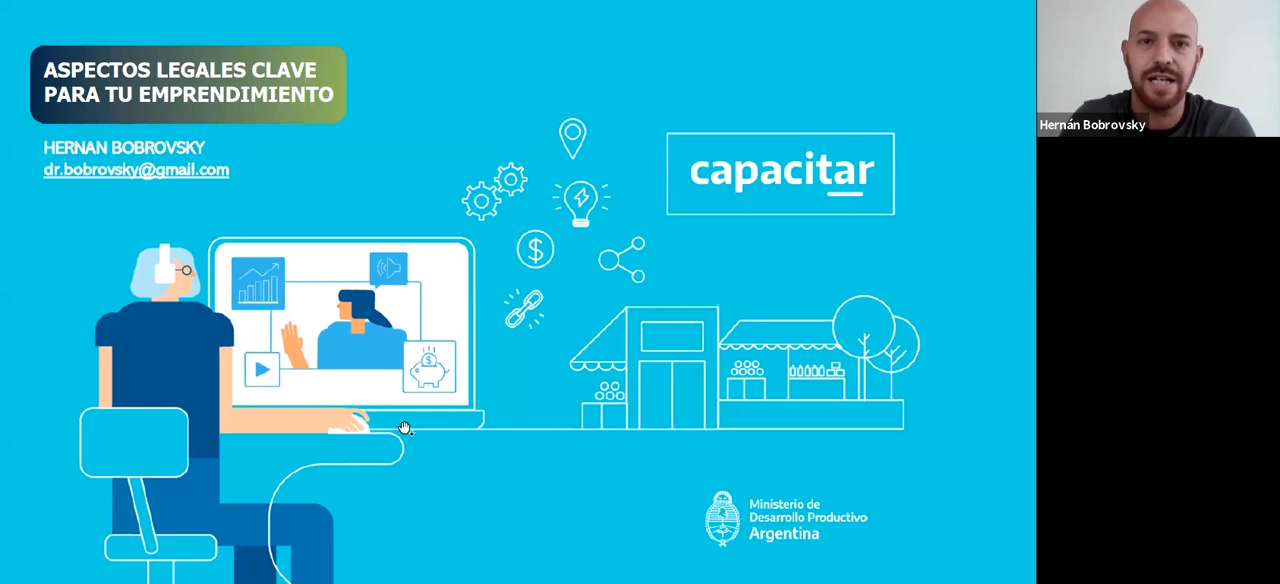 ASPECTOS LEGALES CLAVE
PARA TU EMPRENDIMIENTO
HERNAN BOBROVSKY
dr.bobrovsky@gmail.com
capacitar
$
$
Ministerio de
Desarrollo Productivo
Argentina
Hernán Bobrovsky